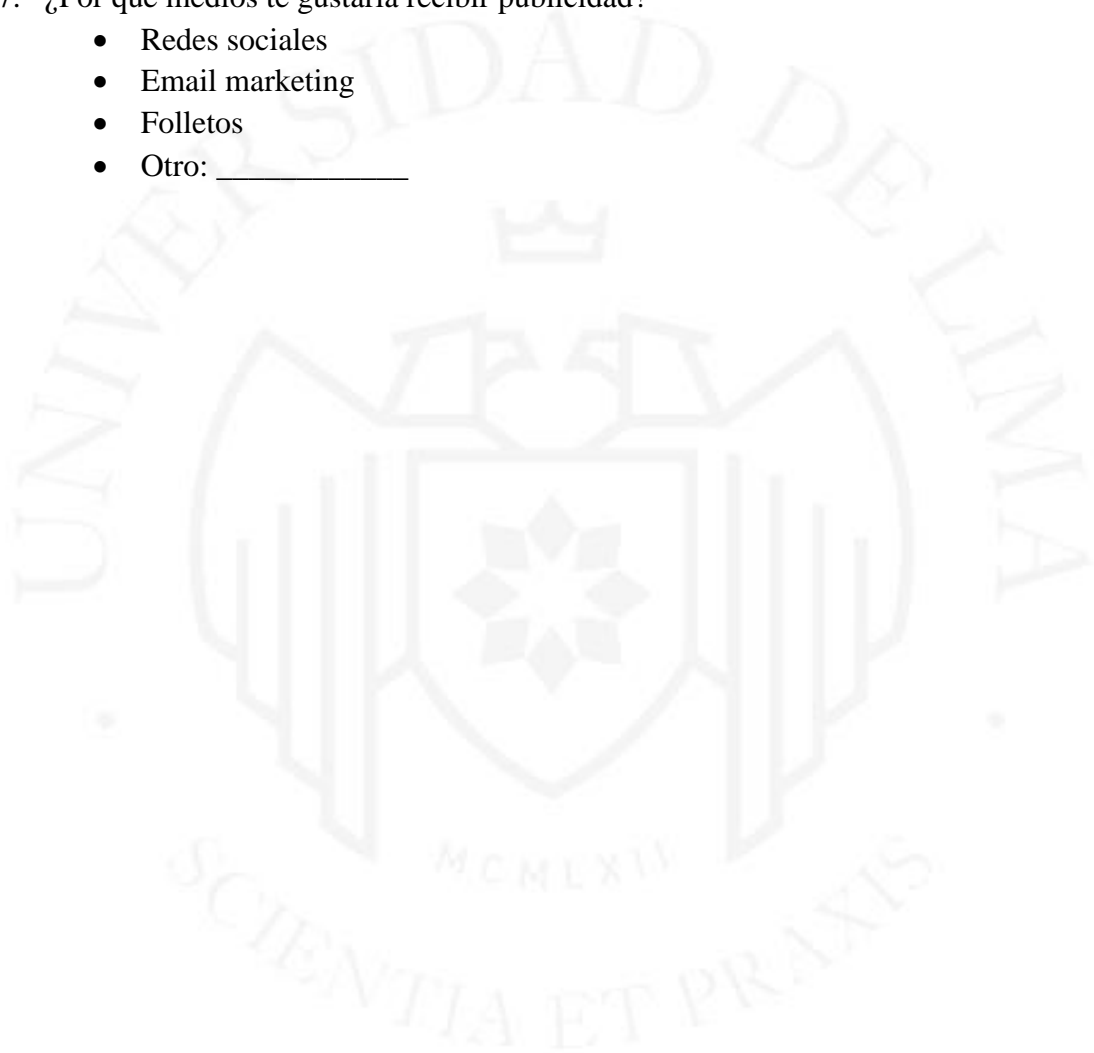 7. ¿Por qué medios te gustaría recibir publicidad?
• Redes sociales
• Email marketing
• Folletos
• Otro: ____________
UNIVERSIDAD DE LIMA
MCMLXII
SCIENTIA ET PRAXIS